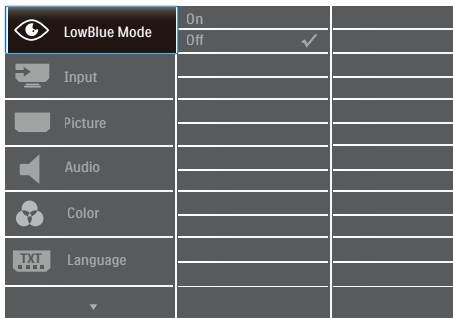 LowBlue Mode
On
Off
Input
Picture
Audio
Color
TXT
Language